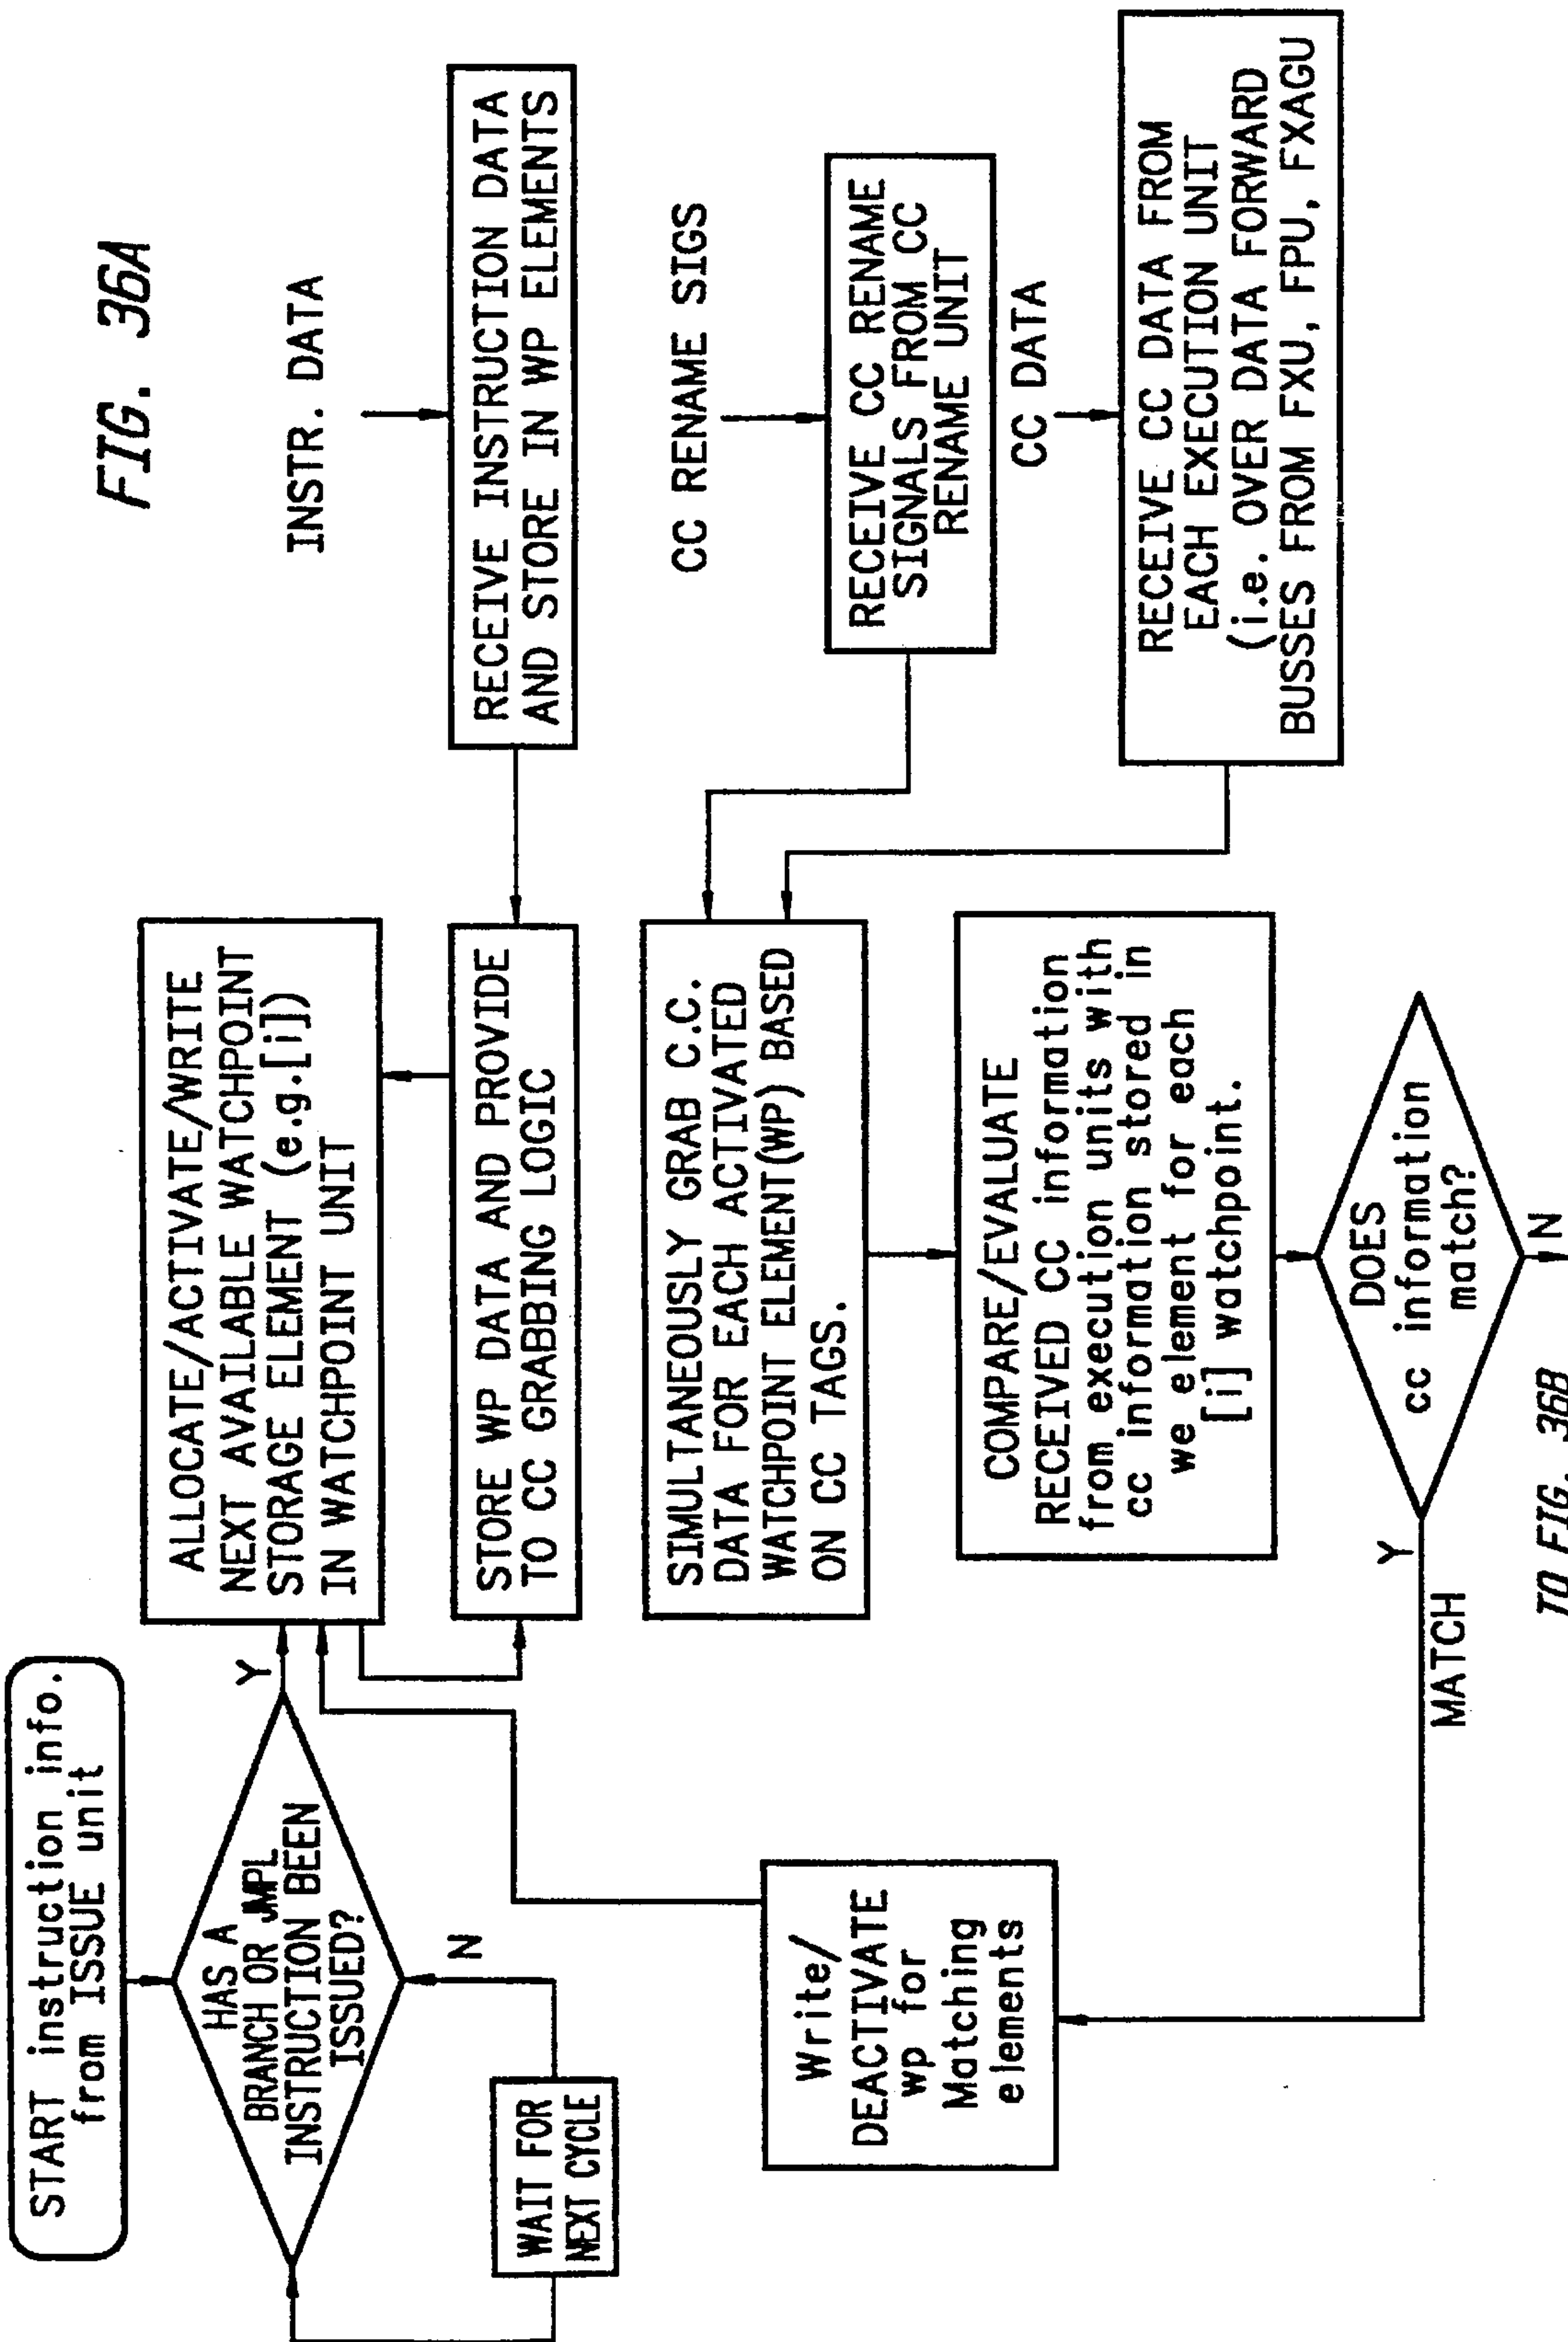 FIG. 36A
START instruction info.
from ISSUE unit
HAS A
BRANCH OR JMPL
INSTRUCTION BEEN
ISSUED?
Y
N
WAIT FOR
NEXT CYCLE
ALLOCATE/ACTIVATE/WRITE
NEXT AVAILABLE WATCHPOINT
STORAGE ELEMENT (e.g.[i])
IN WATCHPOINT UNIT
INSTR. DATA
RECEIVE INSTRUCTION DATA
AND STORE IN WP ELEMENTS
STORE WP DATA AND PROVIDE
TO CC GRABBING LOGIC
CC RENAME SIGS
RECEIVE CC RENAME
SIGNALS FROM CC
RENAME UNIT
SIMULTANEOUSLY GRAB C.C.
DATA FOR EACH ACTIVATED
WATCHPOINT ELEMENT(WP) BASED
ON CC TAGS.
CC DATA
RECEIVE CC DATA FROM
EACH EXECUTION UNIT
(i.e. OVER DATA FORWARD
BUSSES FROM FXU, FPU, FXAGU
COMPARE/EVALUATE
RECEIVED CC information
from execution units with
cc information stored in
we element for each
[i] watchpoint.
Write/
DEACTIVATE
wp for
Matching
elements
DOES
cc information
match?
Y
MATCH
N
TO FIG. 36B